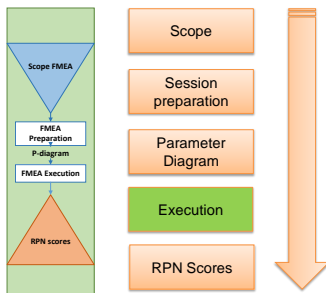 Scope FMEA
FMEA
Preparation
P-diagram
FMEA Execution
RPN scores
Scope
Session
preparation
Parameter
Diagram
Execution
RPN Scores